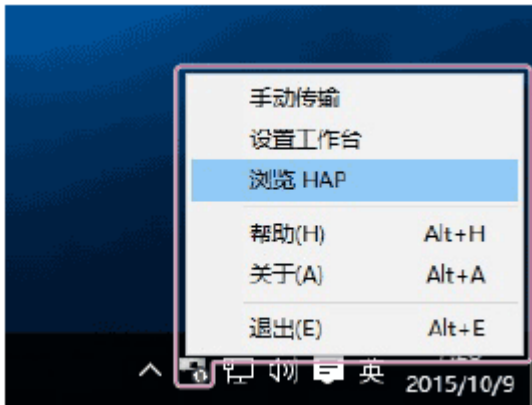 手动传输
设置工作台
浏览 HAP
帮助(H) Alt+H
关于(A) Alt+A
退出(E) Alt+E
英
2015/10/9